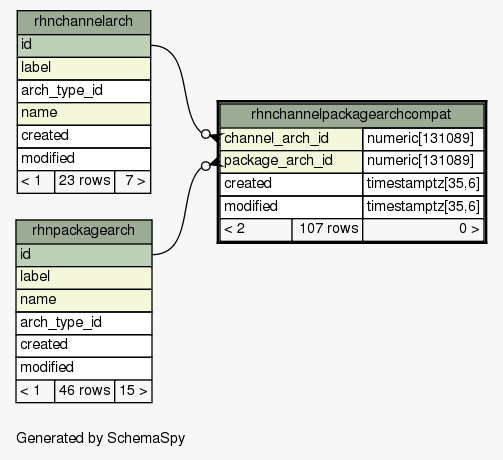 rhnchannelarch
id
label
arch_type_id
name
created
modified
< 1 23 rows 7 >
rhnchannelpackagearchcompat
channel_arch_id numeric[131089]
package_arch_id numeric[131089]
created timestamptz[35,6]
modified timestamptz[35,6]
< 2 107 rows 0 >
rhnpackagearch
id
label
name
arch_type_id
created
modified
< 1 46 rows 15 >
Generated by SchemaSpy